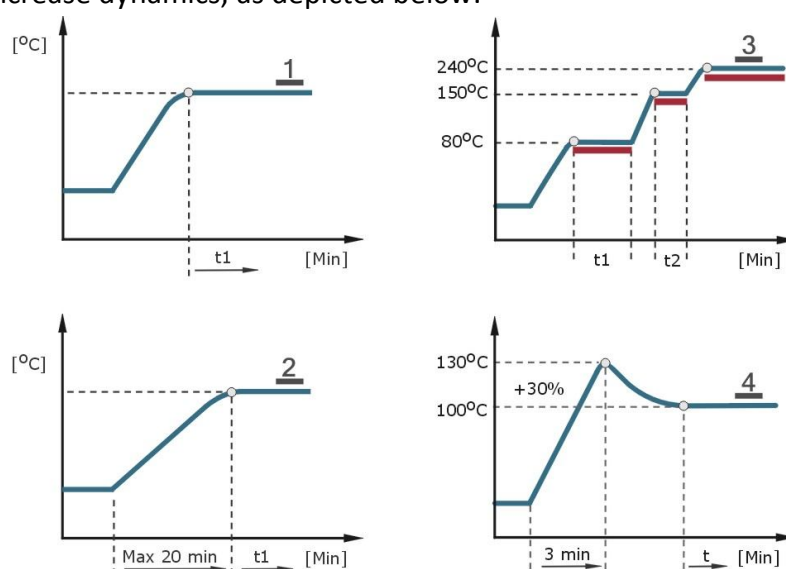 ncrease dynamics, as depicted below:
[°C]
1
t1
[Min]
3
240°C
150°C
80°C
t1
t2
[Min]
[°C]
2
Max 20 min
t1
[Min]
130°C
+30%
100°C
4
3 min
t
[Min]